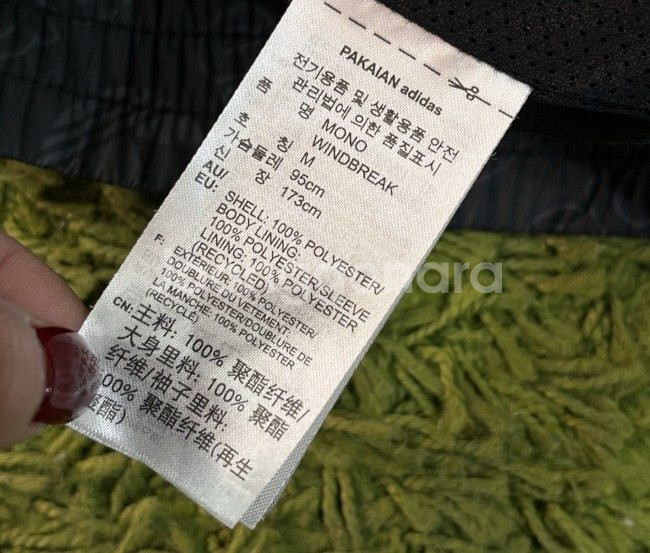 PAKAIAN adidas
전기용품 및 생활용품 안전
관리법에 의한 품질표시
품 명 MONO
WINDBREAK
호 칭 M
가슴둘레 95cm
신 장 173cm
AU/
EU: SHELL: 100% POLYESTER/
BODY LINING:
100% POLYESTER/SLEEVE
LINING: 100% POLYESTER
(RECYCLED)
F: EXTÉRIEUR: 100% POLYESTER/
DOUBLURE DU VÊTEMENT:
100% POLYESTER/DOUBLURE DE
LA MANCHE: 100% POLYESTER
(RECYCLÉ)
CN: 主料: 100% 聚酯纤维/
大身里料: 100% 聚酯
纤维/袖子里料:
100% 聚酯纤维(再生
聚酯)
nara